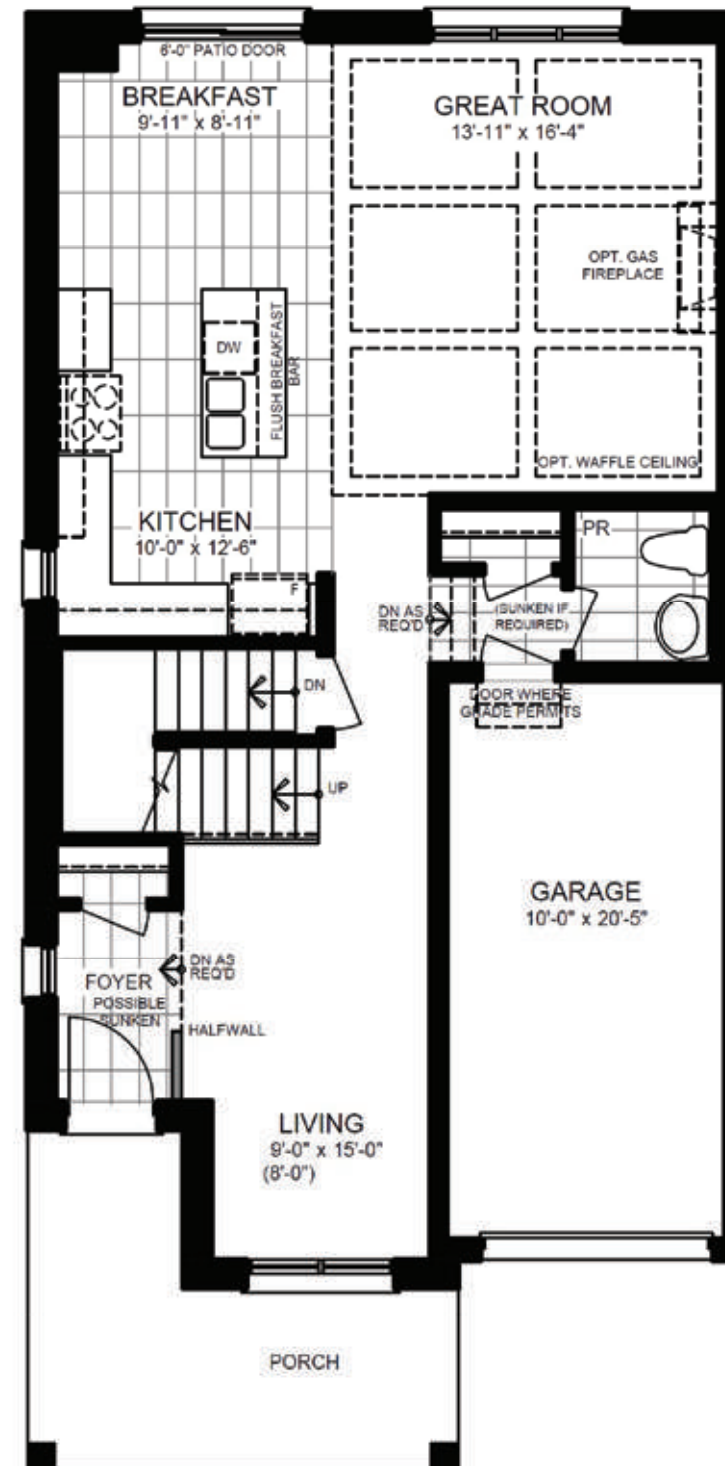 6'-0" PATIO DOOR
BREAKFAST
9'-11" x 8'-11"
GREAT ROOM
13'-11" x 16'-4"
OPT. GAS
FIREPLACE
DW
FLUSH BREAKFAST
BAR
OPT. WAFFLE CEILING
KITCHEN
10'-0" x 12'-6"
F
PR
DN AS
REQ'D
(SUNKEN IF
REQUIRED)
DN
DOOR WHERE
GRADE PERMITS
UP
GARAGE
10'-0" x 20'-5"
FOYER
POSSIBLE
SUNKEN
DN AS
REQ'D
HALFWALL
LIVING
9'-0" x 15'-0"
(8'-0")
PORCH